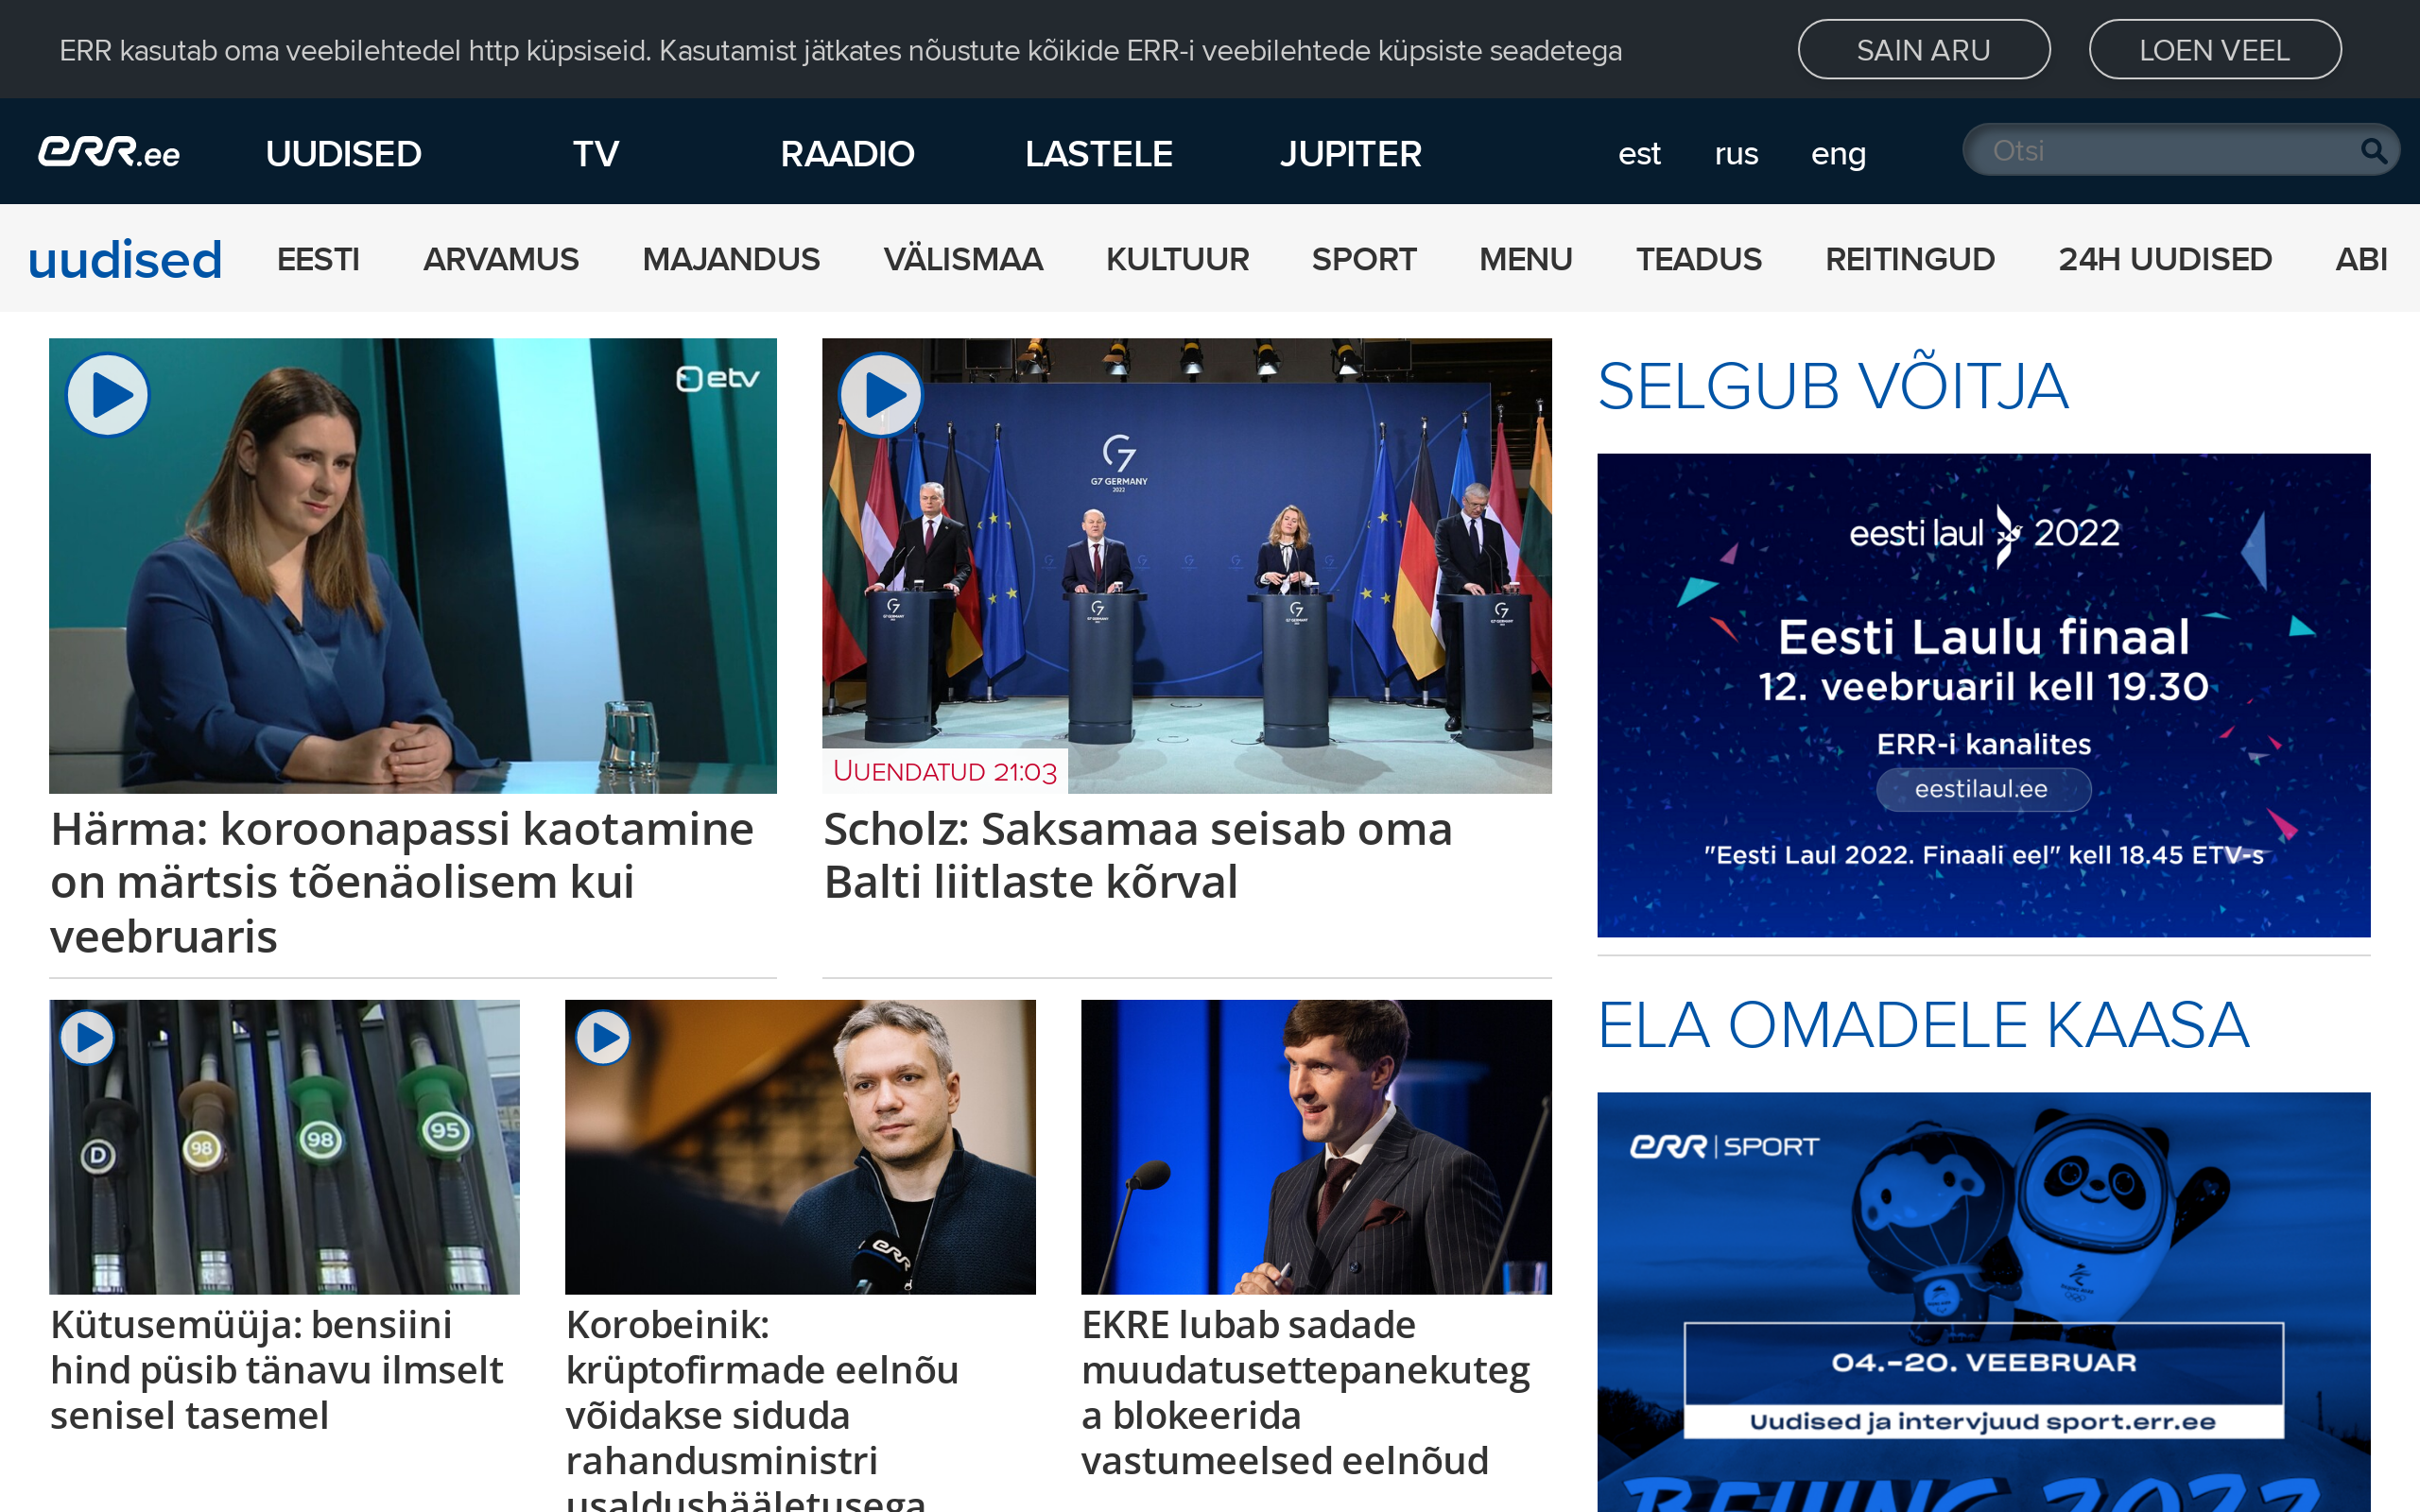 ERR kasutab oma veebilehtedel http küpsiseid. Kasutamist jätkates nõustute kõikide ERR-i veebilehtede küpsiste seadetega
SAIN ARU
LOEN VEEL
err.ee
UUDISED
TV
RAADIO
LASTELE
JUPITER
est
rus
eng
Otsi
uudised
EESTI
ARVAMUS
MAJANDUS
VÄLISMAA
KULTUUR
SPORT
MENU
TEADUS
REITINGUD
24H UUDISED
ABI
etv
Härma: koroonapassi kaotamine
on märtsis tõenäolisem kui
veebruaris
G7 GERMANY
2022
UUENDATUD 21:03
Scholz: Saksamaa seisab oma
Balti liitlaste kõrval
SELGUB VÕITJA
eesti laul 2022
Eesti Laulu finaal
12. veebruaril kell 19.30
ERR-i kanalites
eestilaul.ee
"Eesti Laul 2022. Finaali eel" kell 18.45 ETV-s
D
98
98
95
Kütusemüüja: bensiini
hind püsib tänavu ilmselt
senisel tasemel
err
Korobeinik:
krüptofirmade eelnõu
võidakse siduda
rahandusministri
usaldushääletusega
EKRE lubab sadade
muudatusettepanekuteg
a blokeerida
vastumeelsed eelnõud
ELA OMADELE KAASA
err | SPORT
04.–20. VEEBRUAR
Uudised ja intervjuud sport.err.ee
BEIJING 2022